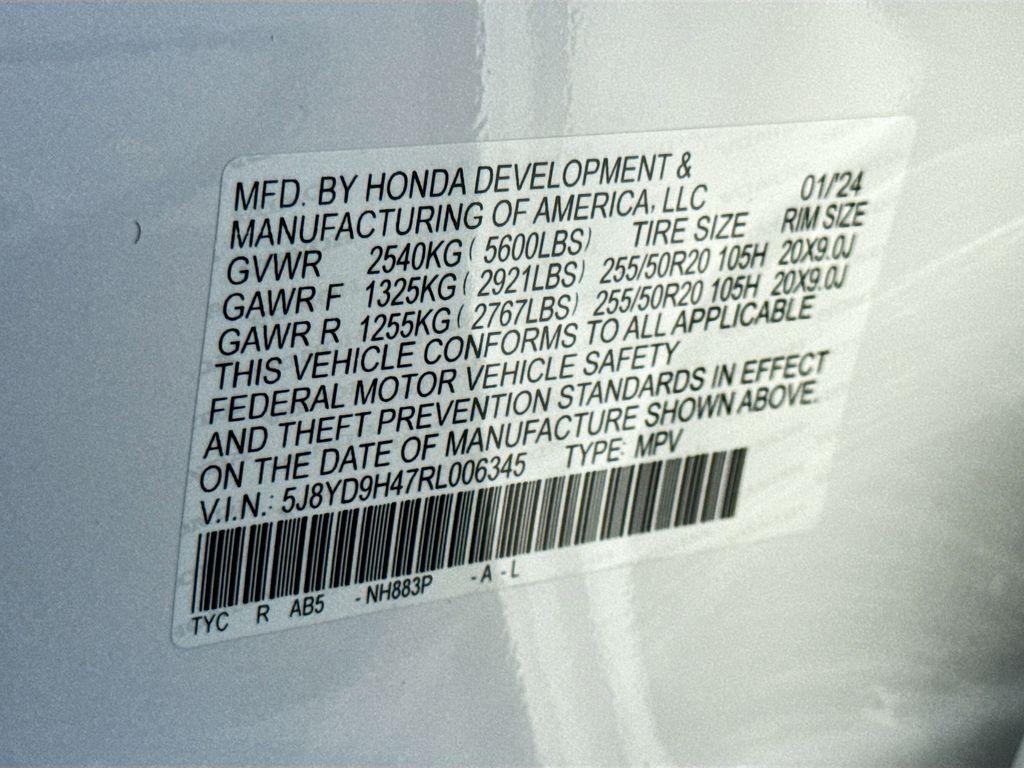 MFD. BY HONDA DEVELOPMENT &
MANUFACTURING OF AMERICA, LLC 01/'24
GVWR 2540KG ( 5600LBS) TIRE SIZE RIM SIZE
GAWR F 1325KG ( 2921LBS) 255/50R20 105H 20X9.0J
GAWR R 1255KG ( 2767LBS) 255/50R20 105H 20X9.0J
THIS VEHICLE CONFORMS TO ALL APPLICABLE
FEDERAL MOTOR VEHICLE SAFETY
AND THEFT PREVENTION STANDARDS IN EFFECT
ON THE DATE OF MANUFACTURE SHOWN ABOVE.
V.I.N.: 5J8YD9H47RL006345 TYPE: MPV
TYC R AB5 -NH883P -A -L